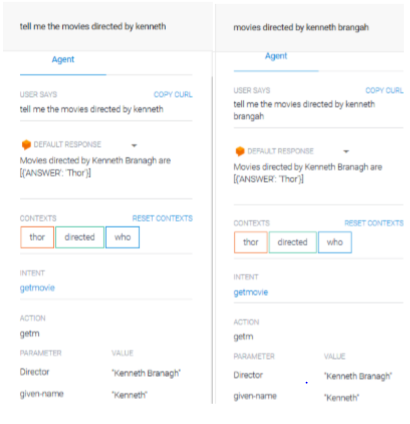 tell me the movies directed by kenneth
Agent
USER SAYS COPY CURL
tell me the movies directed by kenneth
DEFAULT RESPONSE
Movies directed by Kenneth Branagh are
[{'ANSWER': 'Thor'}]
CONTEXTS RESET CONTEXTS
thor directed who
INTENT
getmovie
ACTION
getm
PARAMETER VALUE
Director "Kenneth Branagh"
given-name "Kenneth"
movies directed by kenneth brangah
Agent
USER SAYS COPY CURL
tell me the movies directed by kenneth
brangah
DEFAULT RESPONSE
Movies directed by Kenneth Branagh are
[{'ANSWER': 'Thor'}]
CONTEXTS RESET CONTEXTS
thor directed who
INTENT
getmovie
ACTION
getm
PARAMETER VALUE
Director "Kenneth Branagh"
given-name "Kenneth"